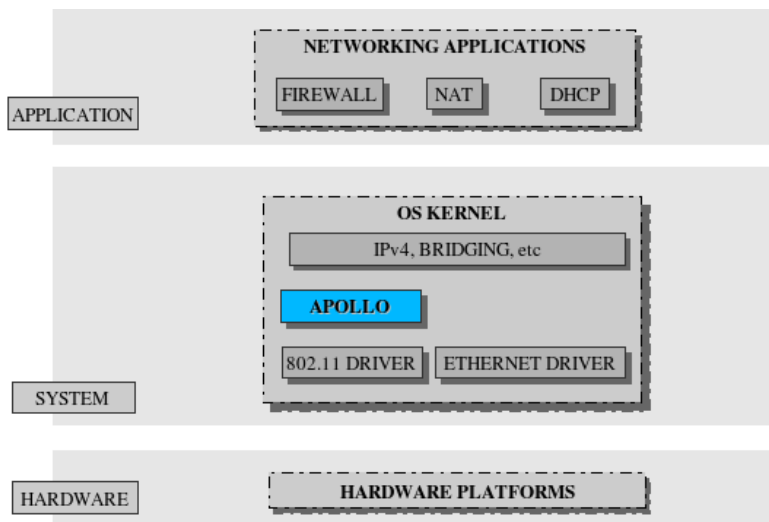 NETWORKING APPLICATIONS
FIREWALL NAT DHCP
APPLICATION
OS KERNEL
IPv4, BRIDGING, etc
APOLLO
802.11 DRIVER ETHERNET DRIVER
SYSTEM
HARDWARE PLATFORMS
HARDWARE